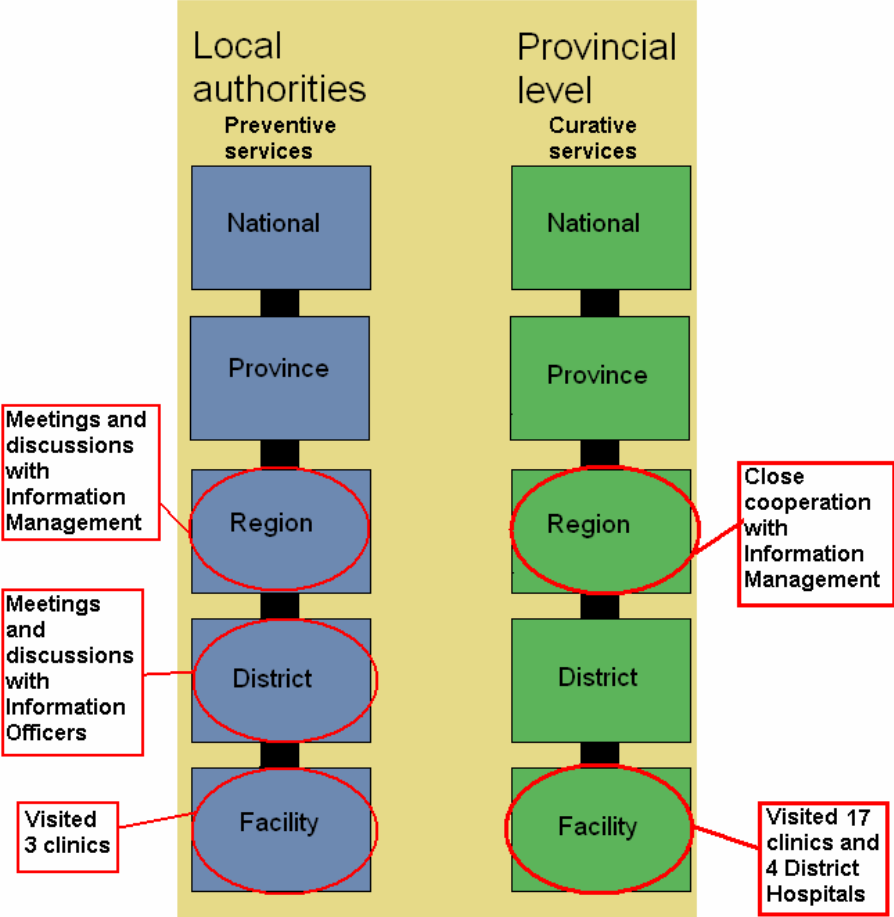 Local
authorities
Preventive
services
National
Province
Region
District
Facility
Meetings and
discussions
with
Information
Management
Meetings
and
discussions
with
Information
Officers
Visited
3 clinics
Provincial
level
Curative
services
National
Province
Region
District
Facility
Close
cooperation
with
Information
Management
Visited 17
clinics and
4 District
Hospitals